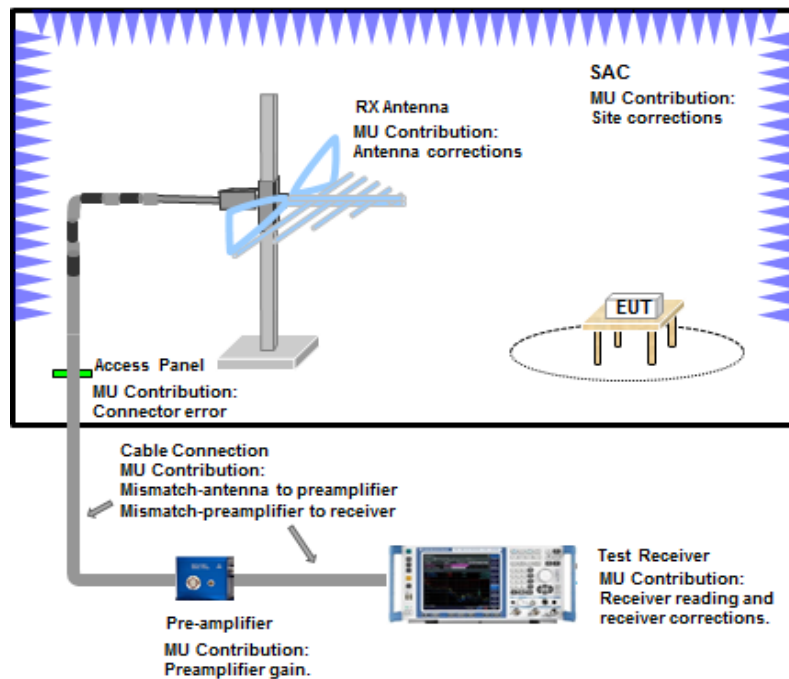 SAC
MU Contribution:
Site corrections
RX Antenna
MU Contribution:
Antenna corrections
EUT
Access Panel
MU Contribution:
Connector error
Cable Connection
MU Contribution:
Mismatch-antenna to preamplifier
Mismatch-preamplifier to receiver
Test Receiver
MU Contribution:
Receiver reading and
receiver corrections.
Pre-amplifier
MU Contribution:
Preamplifier gain.